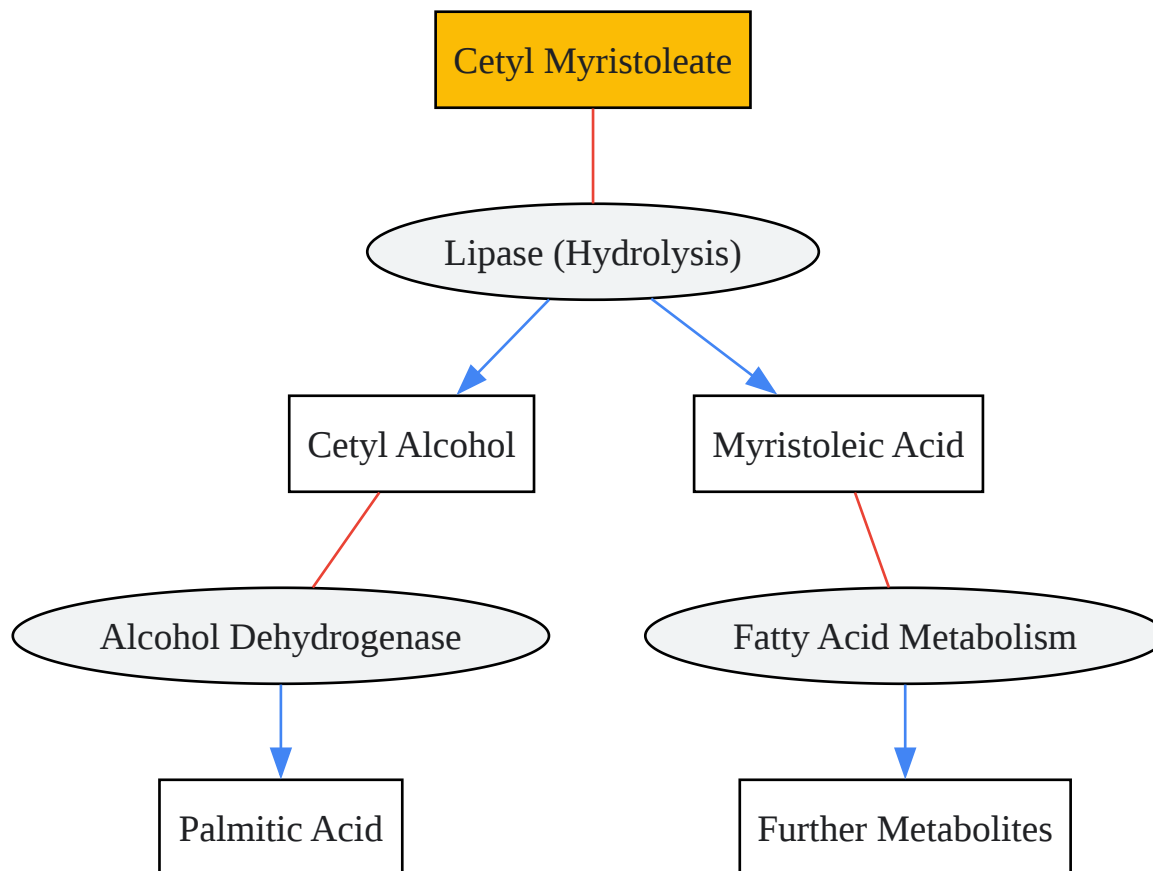 Cetyl Myristoleate
Lipase (Hydrolysis)
Cetyl Alcohol
Myristoleic Acid
Alcohol Dehydrogenase
Fatty Acid Metabolism
Palmitic Acid
Further Metabolites